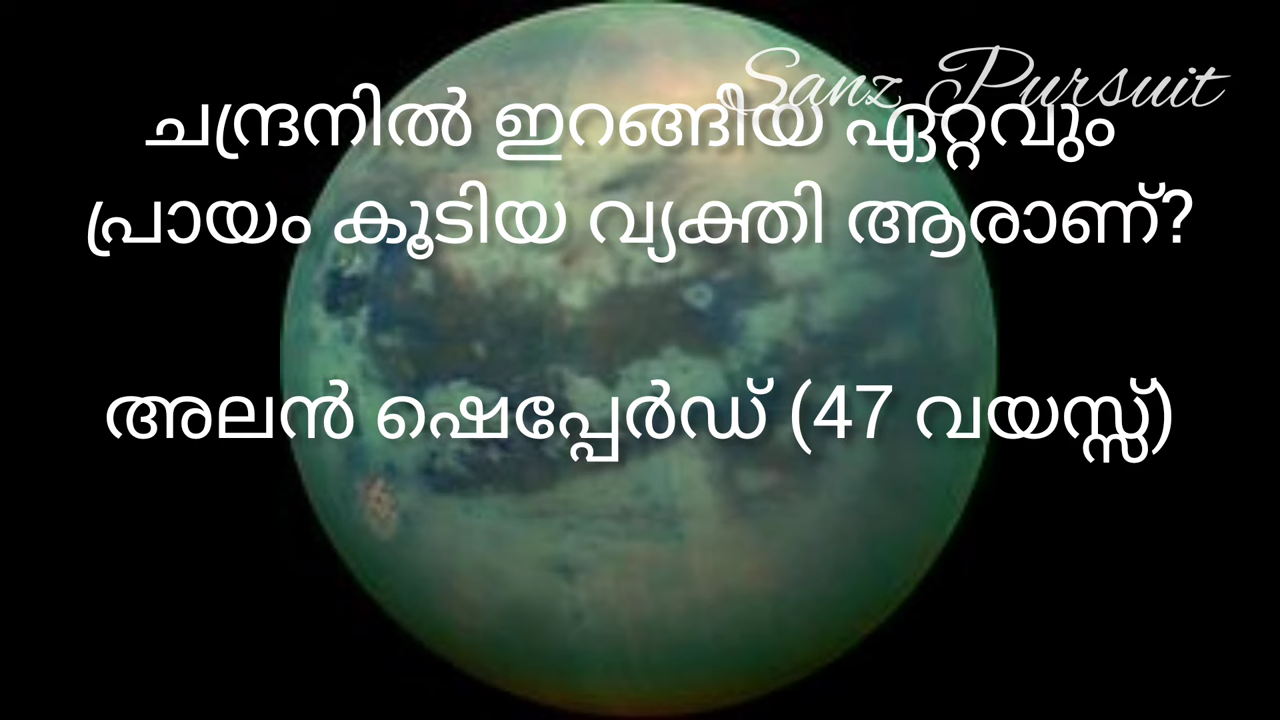 Sanz Pursuit
ചന്ദ്രനിൽ ഇറങ്ങിയ ഏറ്റവും
പ്രായം കൂടിയ വ്യക്തി ആരാണ്?
അലൻ ഷെപ്പേർഡ് (47 വയസ്സ്)